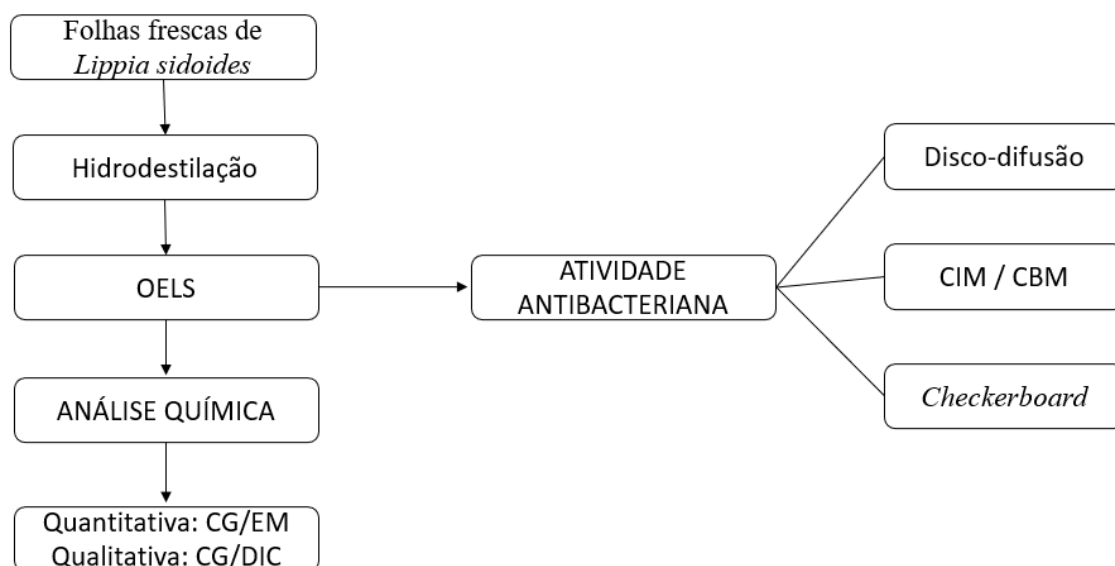 Folhas frescas de
Lippia sidoides
Hidrodestilação
OELS
ANÁLISE QUÍMICA
Quantitativa: CG/EM
Qualitativa: CG/DIC
ATIVIDADE
ANTIBACTERIANA
Disco-difusão
CIM / CBM
Checkerboard